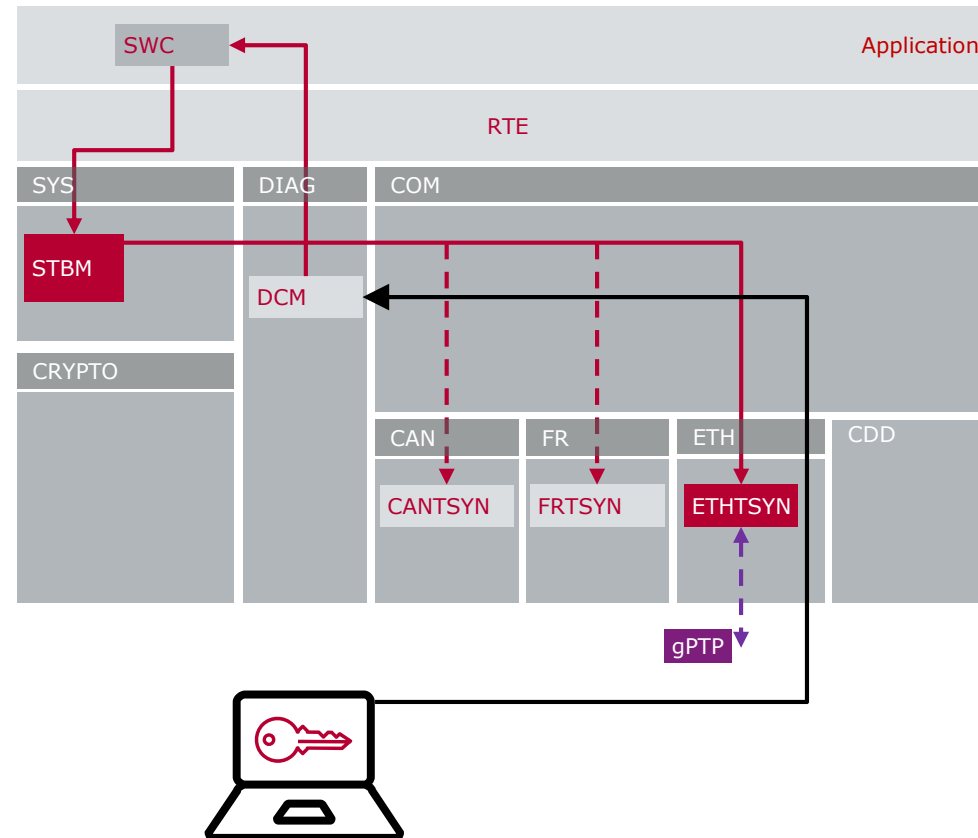 SWC
Application
RTE
SYS
DIAG
COM
STBM
DCM
CRYPTO
CAN
FR
ETH
CDD
CANTSYN
FRTSYN
ETHTSYN
gPTP